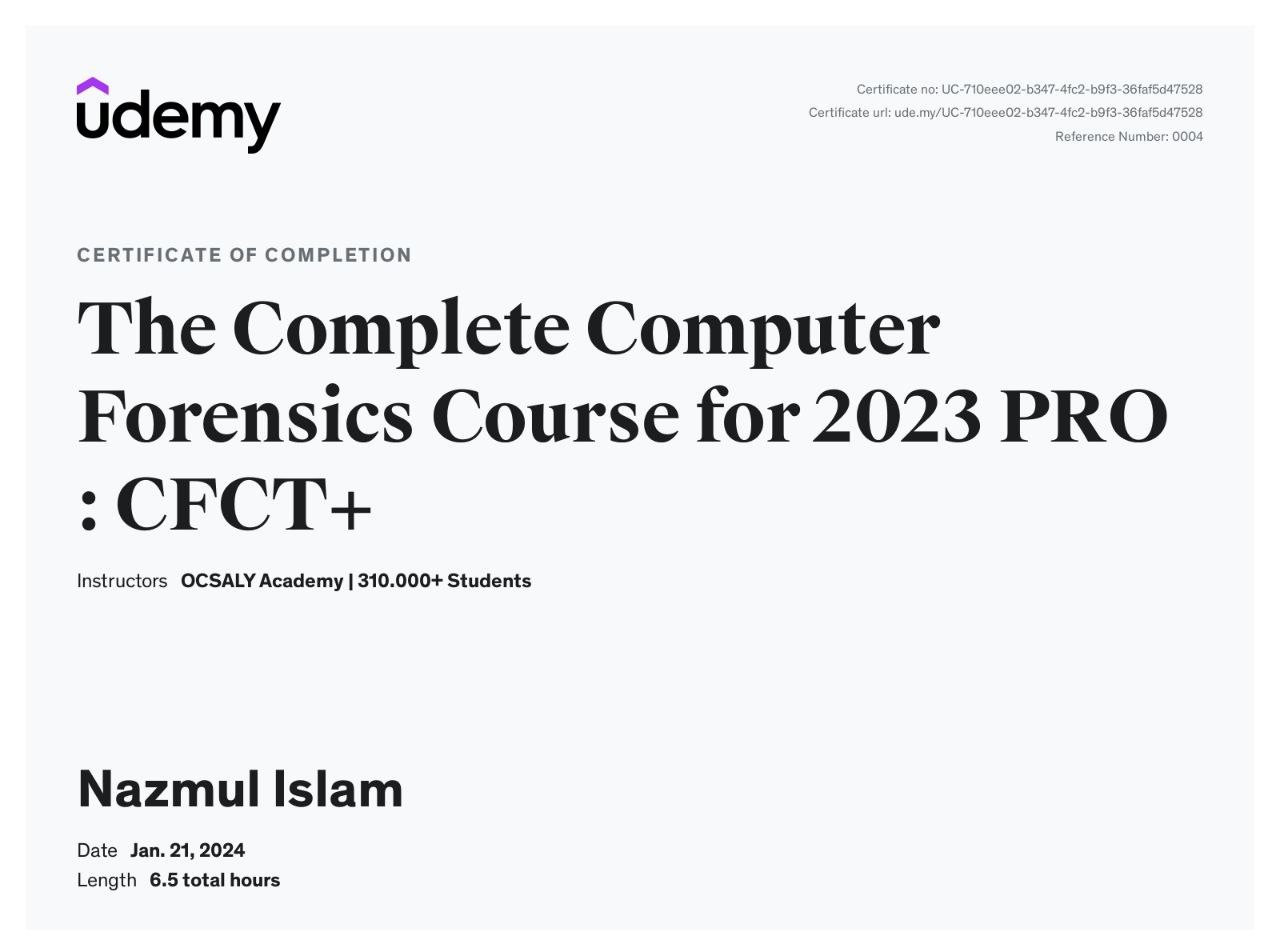 udemy
Certificate no: UC-710eee02-b347-4fc2-b9f3-36faf5d47528
Certificate url: ude.my/UC-710eee02-b347-4fc2-b9f3-36faf5d47528
Reference Number: 0004
CERTIFICATE OF COMPLETION
The Complete Computer
Forensics Course for 2023 PRO
: CFCT+
Instructors OCSALY Academy | 310.000+ Students
Nazmul Islam
Date Jan. 21, 2024
Length 6.5 total hours